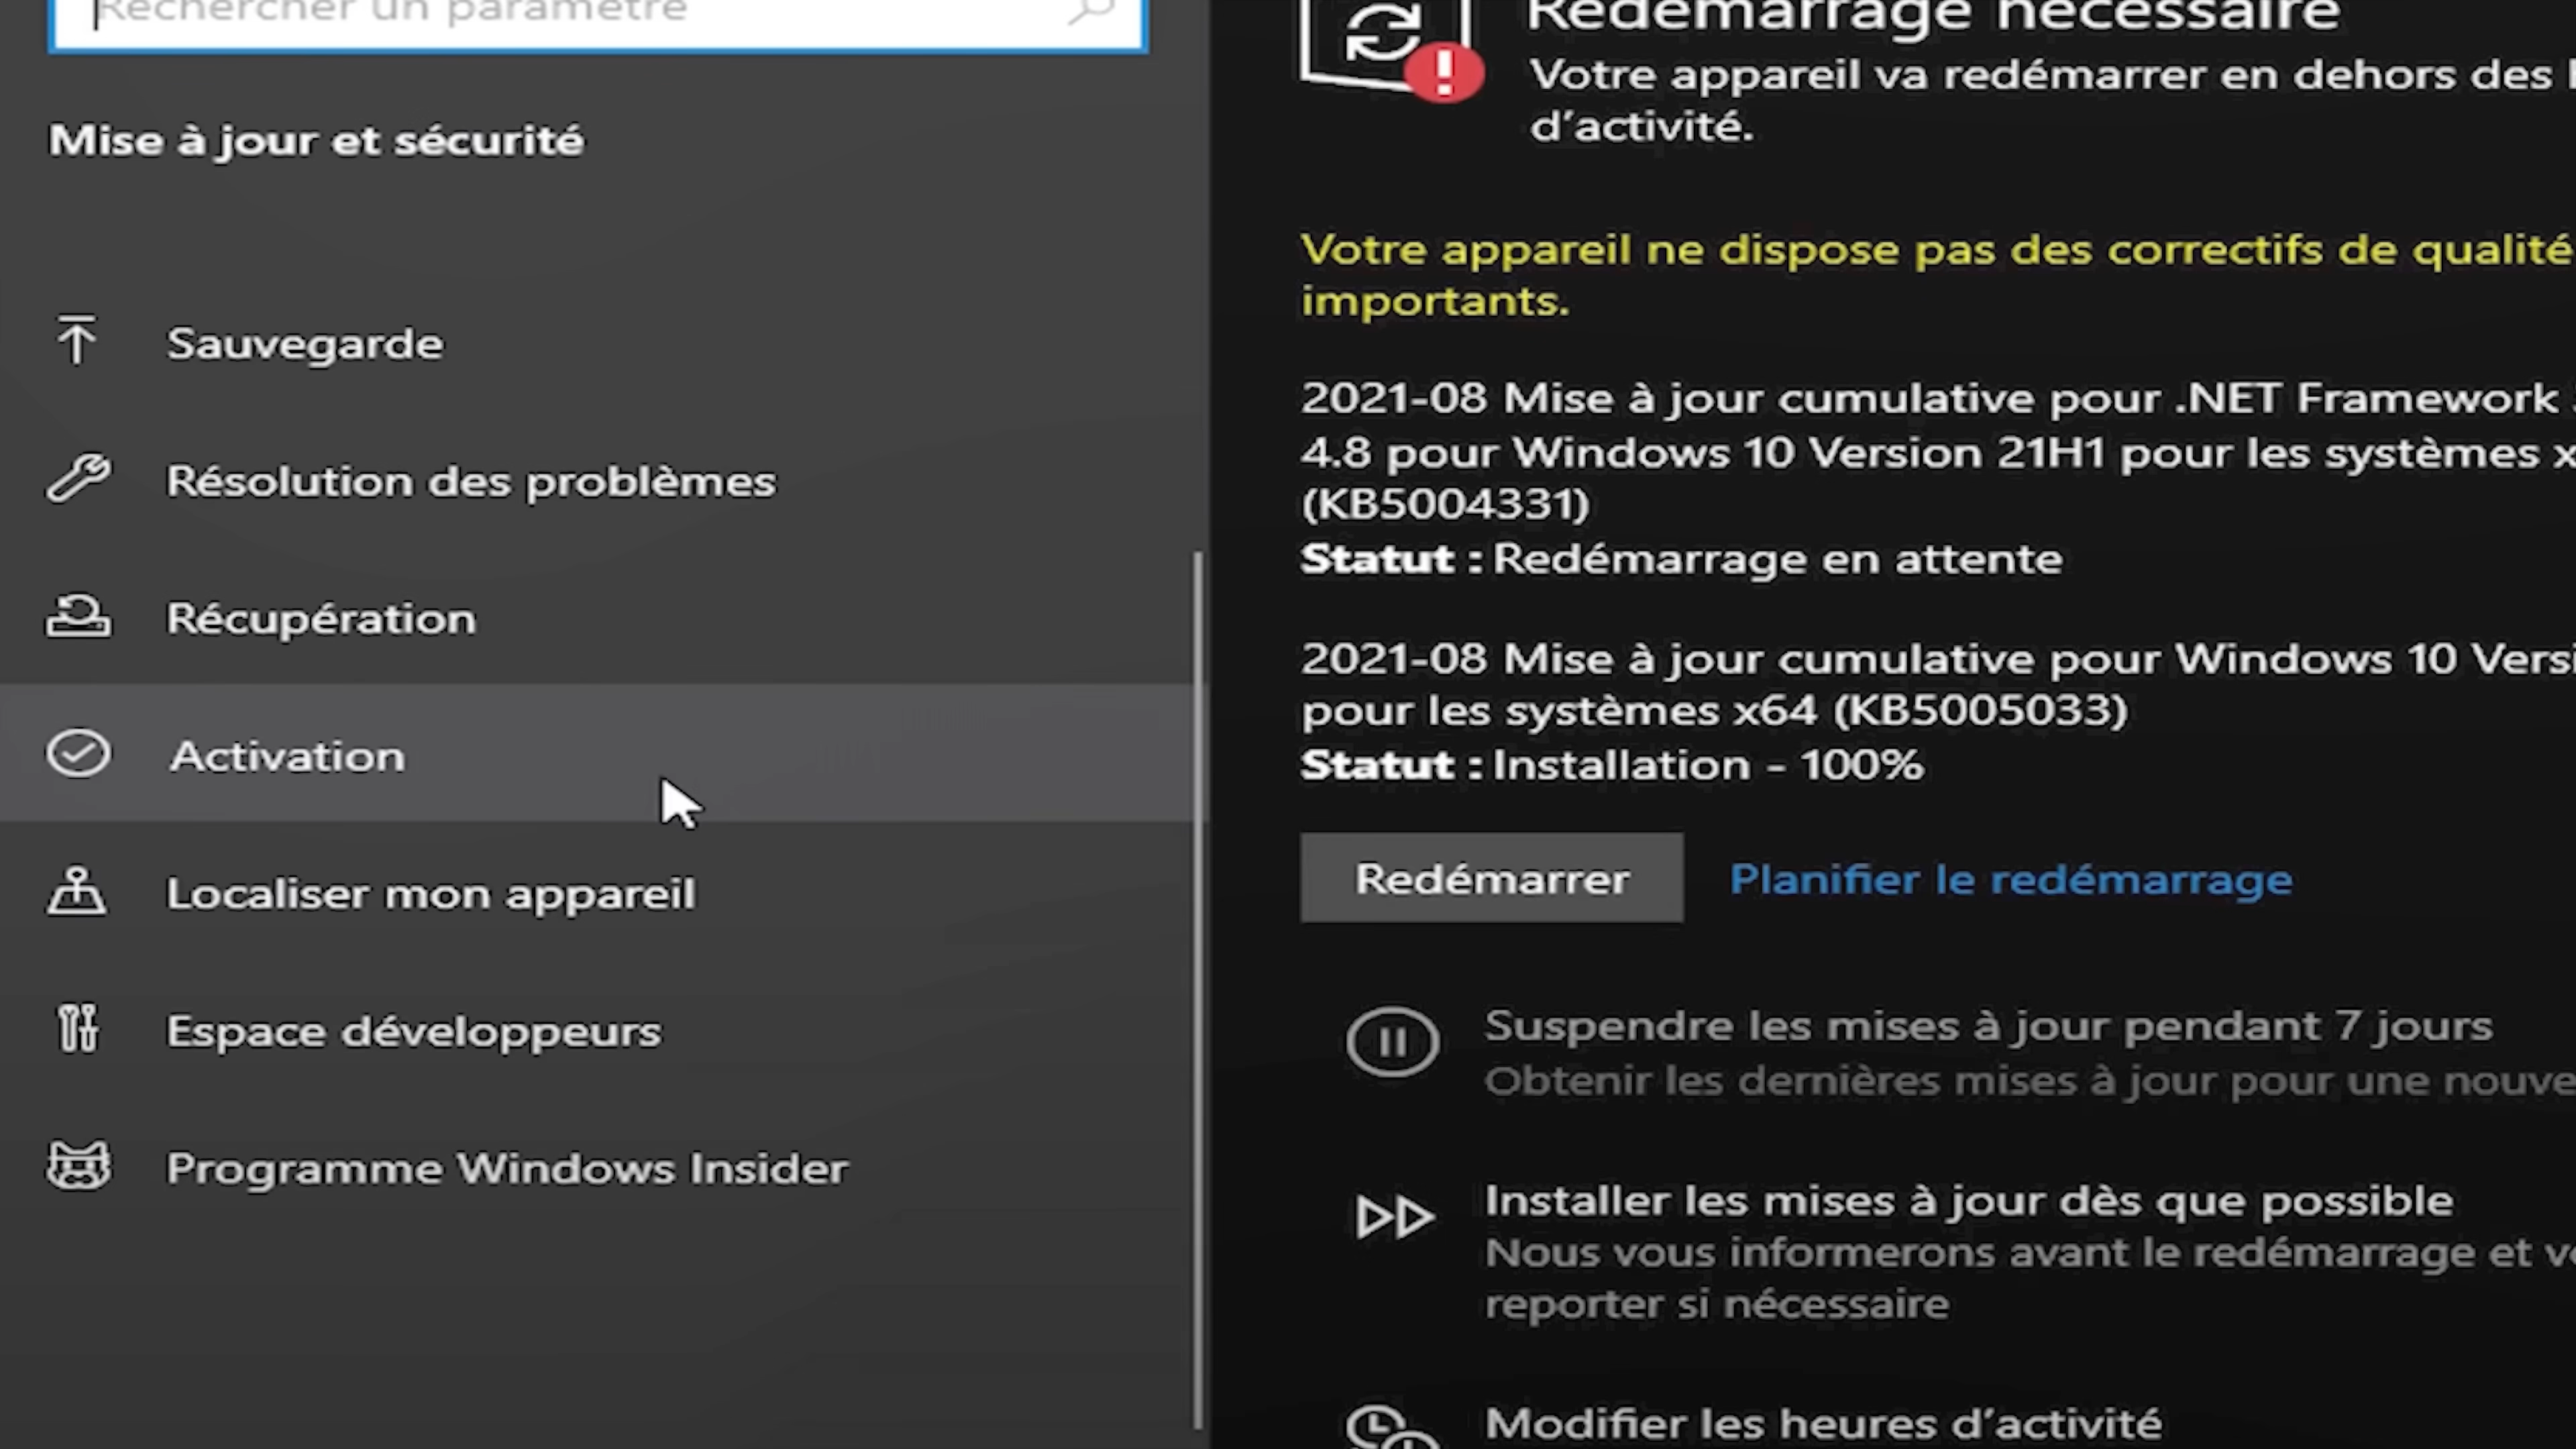 Rechercher un paramètre
Mise à jour et sécurité
Sauvegarde
Résolution des problèmes
Récupération
Activation
Localiser mon appareil
Espace développeurs
Programme Windows Insider
Redémarrage nécessaire
Votre appareil va redémarrer en dehors des
d'activité.
Votre appareil ne dispose pas des correctifs de qualité
importants.
2021-08 Mise à jour cumulative pour .NET Framework
4.8 pour Windows 10 Version 21H1 pour les systèmes
(KB5004331)
Statut : Redémarrage en attente
2021-08 Mise à jour cumulative pour Windows 10
pour les systèmes x64 (KB5005033)
Statut : Installation - 100%
Redémarrer Planifier le redémarrage
Suspendre les mises à jour pendant 7 jours
Obtenir les dernières mises à jour pour une
Installer les mises à jour dès que possible
Nous vous informerons avant le redémarrage et
reporter si nécessaire
Modifier les heures d'activité